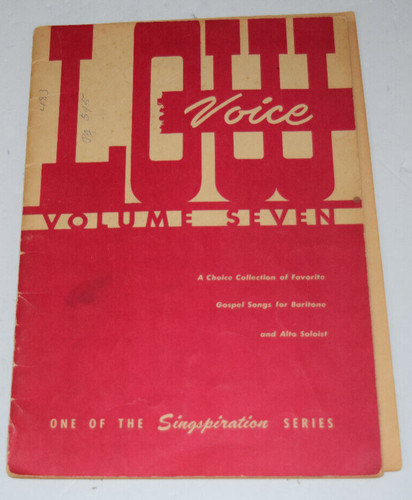 LOW
Voice
VOLUME SEVEN
A Choice Collection of Favorite
Gospel Songs for Baritone
and Alto Soloist
ONE OF THE Singspiration SERIES